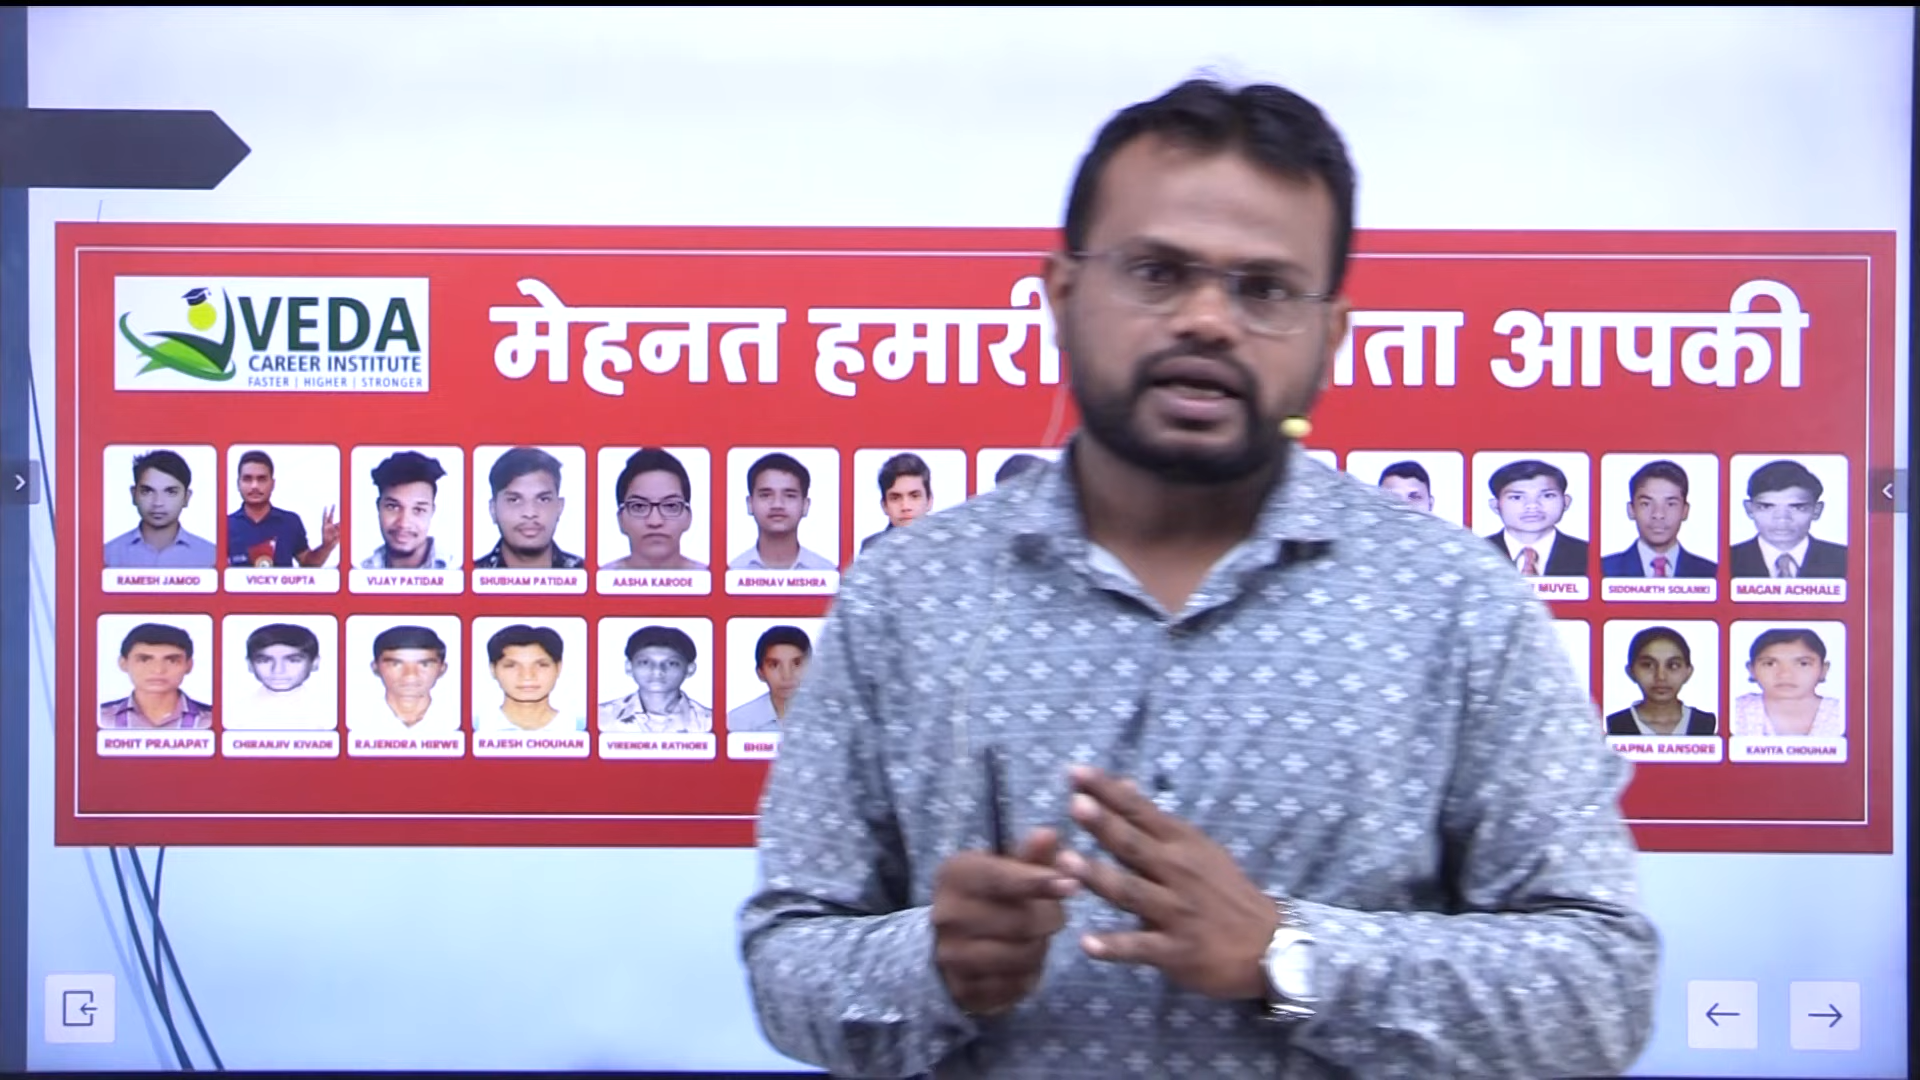 VEDA
CAREER INSTITUTE
FASTER | HIGHER | STRONGER
मेहनत हमारी आपकी
RAMESH JAMOD
VICKY GUPTA
VIJAY PATIDAR
SHUBHAM PATIDAR
AASHA KARODE
ABHINAV MISHRA
MUVEL
SIDDHARTH SOLANKI
MAGAN ACHHALE
ROHIT PRAJAPAT
CHIRANJIV KIVADE
RAJENDRA HIRWE
RAJESH CHOUHAN
VIRENDRA RATHORE
BHIM
SAPNA RANSORE
KAVITA CHOUHAN